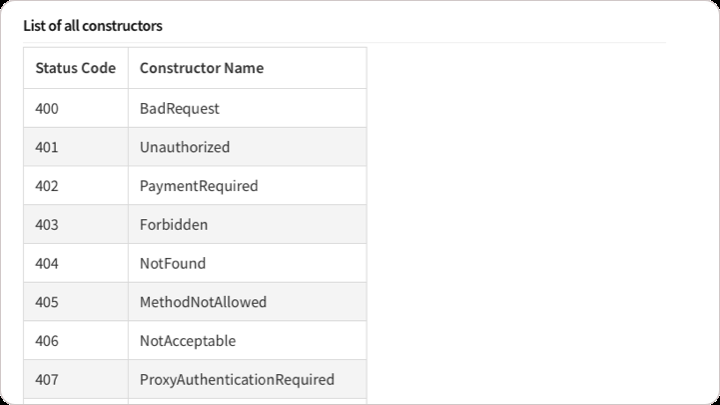 List of all constructors
Status Code Constructor Name
400 BadRequest
401 Unauthorized
402 PaymentRequired
403 Forbidden
404 NotFound
405 MethodNotAllowed
406 NotAcceptable
407 ProxyAuthenticationRequired